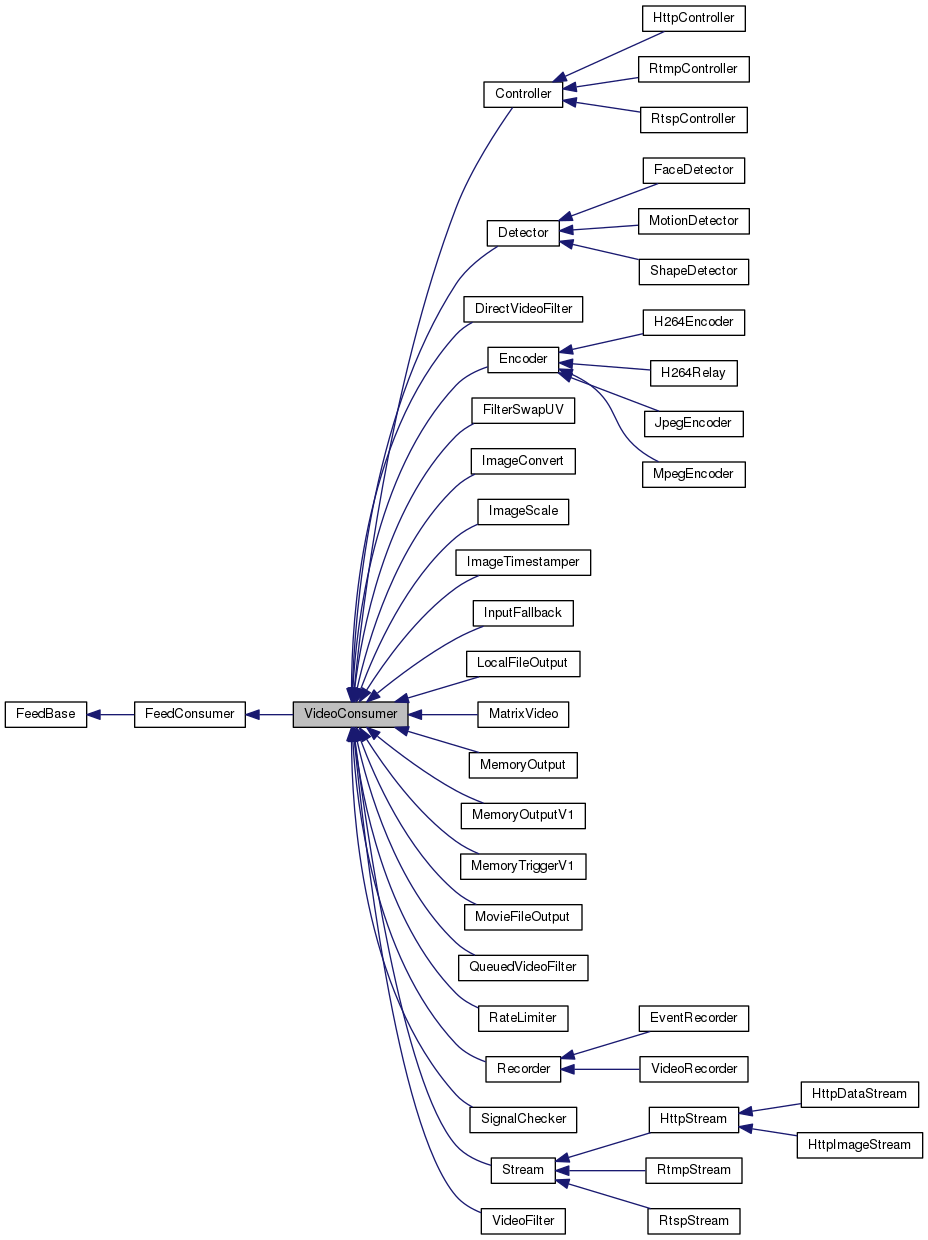 HttpController
RtmpController
Controller
RtspController
FaceDetector
MotionDetector
Detector
ShapeDetector
DirectVideoFilter
H264Encoder
Encoder
H264Relay
FilterSwapUV
JpegEncoder
ImageConvert
MpegEncoder
ImageScale
ImageTimestamper
InputFallback
LocalFileOutput
FeedBase
FeedConsumer
VideoConsumer
MatrixVideo
MemoryOutput
MemoryOutputV1
MemoryTriggerV1
MovieFileOutput
QueuedVideoFilter
RateLimiter
EventRecorder
Recorder
VideoRecorder
HttpDataStream
SignalChecker
HttpStream
HttpImageStream
Stream
RtmpStream
VideoFilter
RtspStream